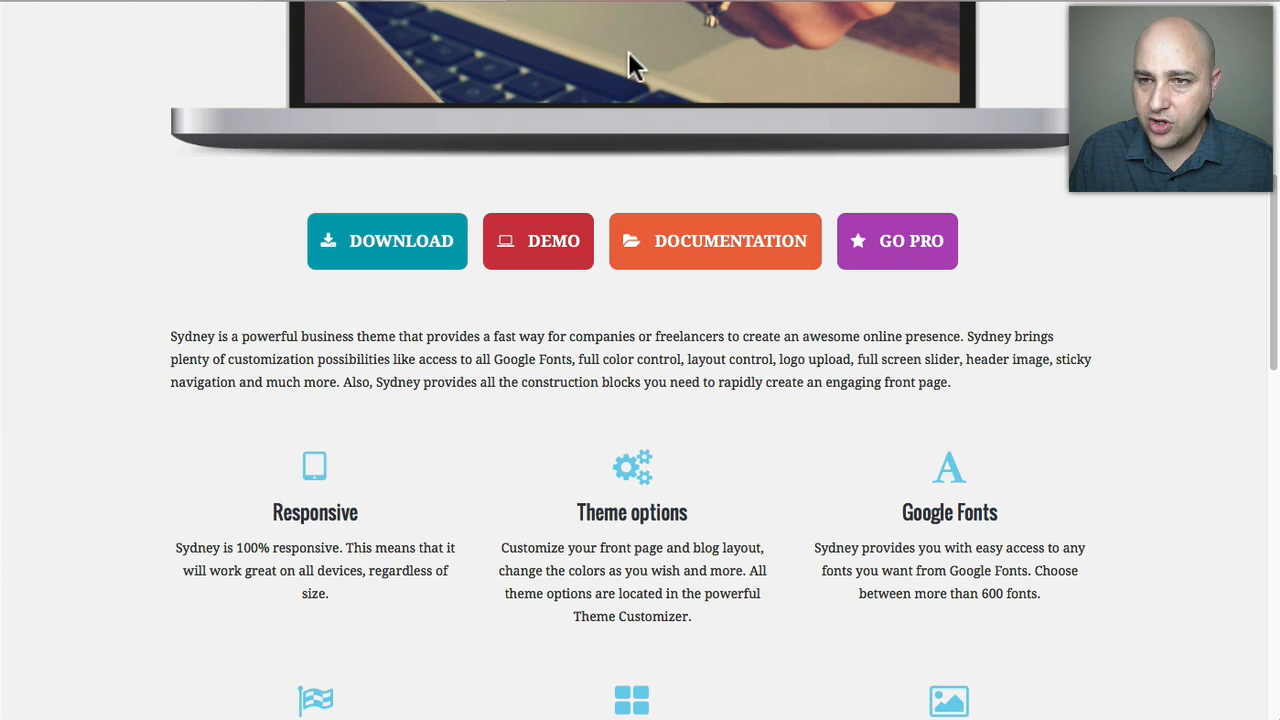 DOWNLOAD DEMO DOCUMENTATION GO PRO
Sydney is a powerful business theme that provides a fast way for companies or freelancers to create an awesome online presence. Sydney brings
plenty of customization possibilities like access to all Google Fonts, full color control, layout control, logo upload, full screen slider, header image, sticky
navigation and much more. Also, Sydney provides all the construction blocks you need to rapidly create an engaging front page.
Responsive
Sydney is 100% responsive. This means that it
will work great on all devices, regardless of
size.
Theme options
Customize your front page and blog layout,
change the colors as you wish and more. All
theme options are located in the powerful
Theme Customizer.
Google Fonts
Sydney provides you with easy access to any
fonts you want from Google Fonts. Choose
between more than 600 fonts.